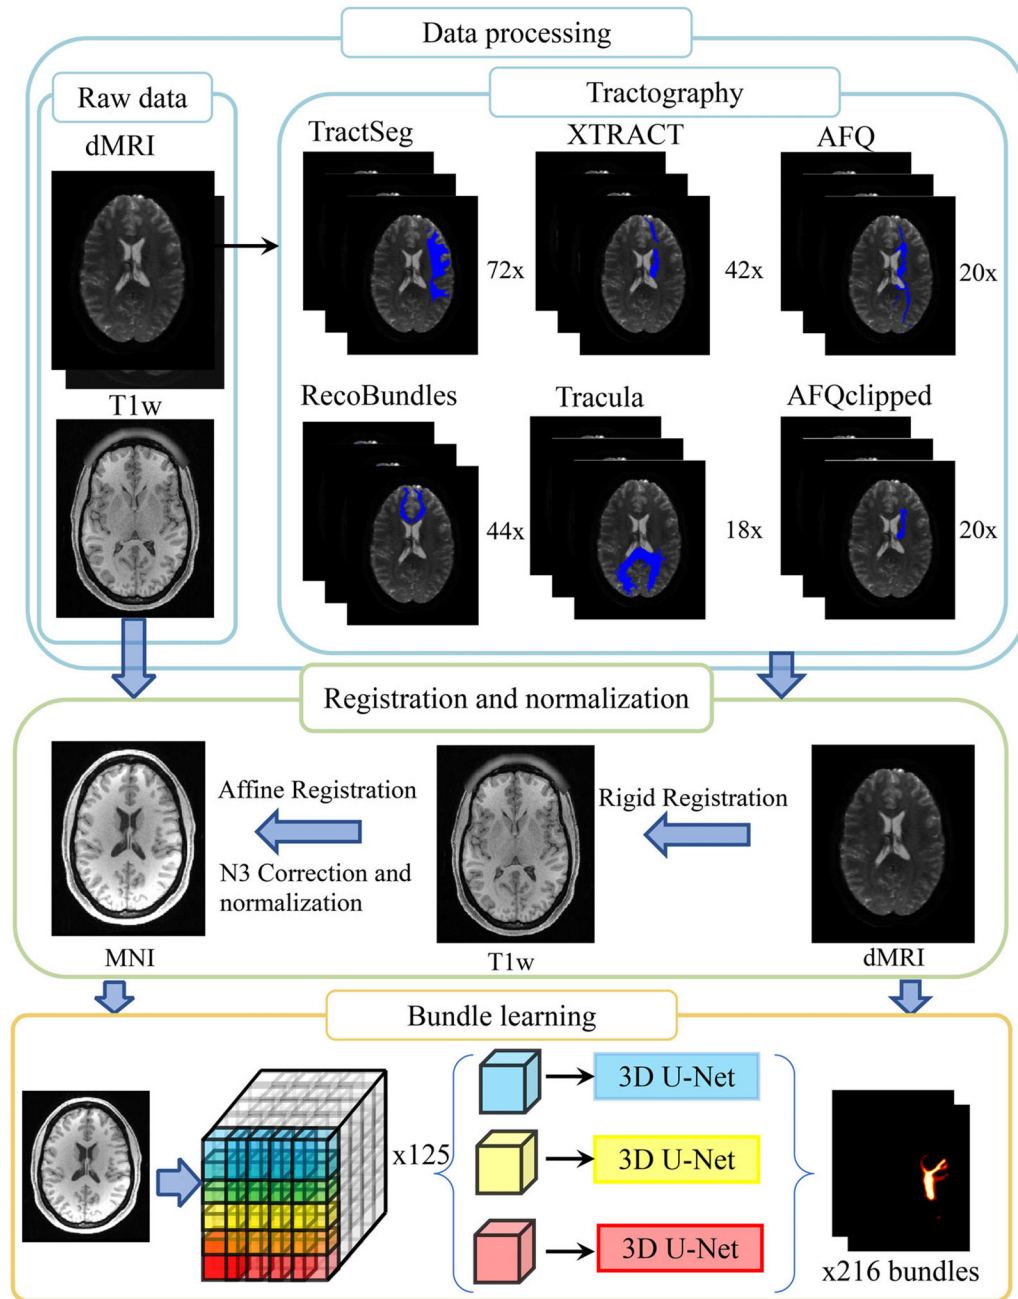 Data processing
Raw data
Tractography
dMRI
T1w
TractSeg
72x
XTRACT
42x
AFQ
20x
RecoBundles
44x
Tracula
18x
AFQclipped
20x
Registration and normalization
MNI
Affine Registration
N3 Correction and
normalization
T1w
Rigid Registration
dMRI
Bundle learning
x125
3D U-Net
3D U-Net
3D U-Net
x216 bundles